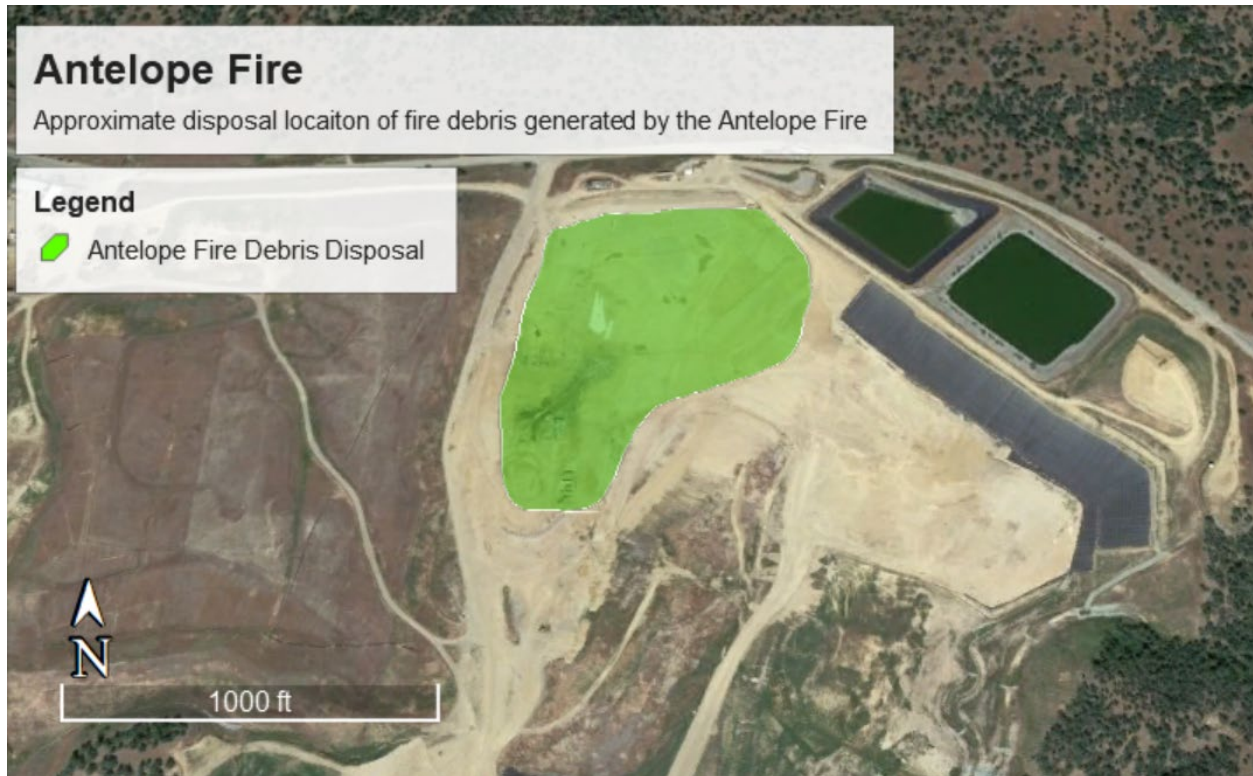 Antelope Fire
Approximate disposal locaiton of fire debris generated by the Antelope Fire
Legend
Antelope Fire Debris Disposal
N
1000 ft